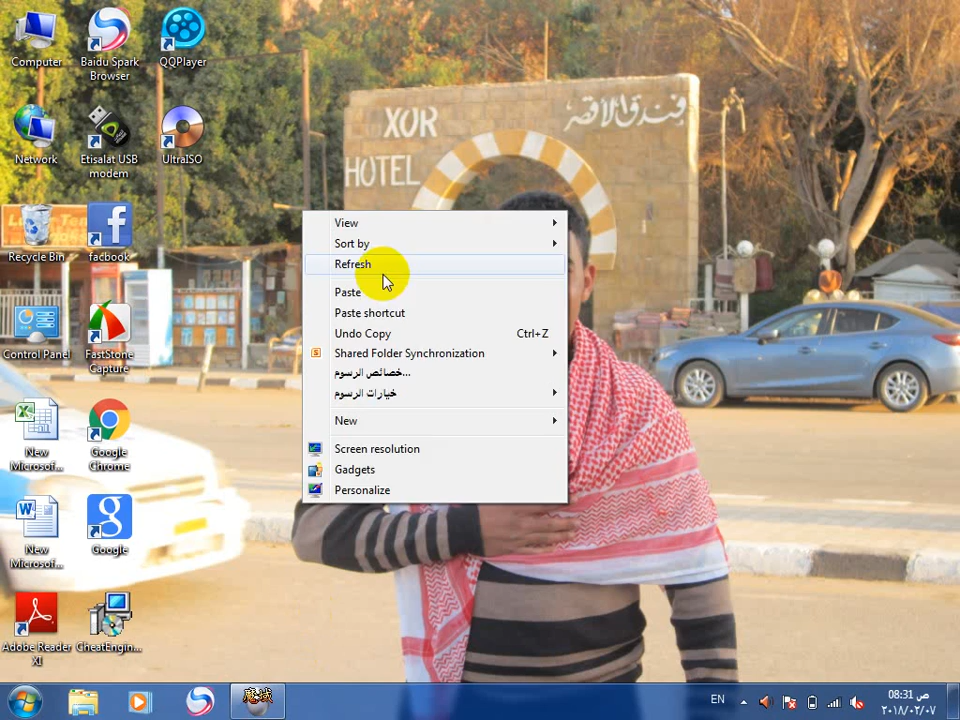 Computer
Baidu Spark
Browser
QQPlayer
Network
Etisalat USB
modem
UltraISO
Recycle Bin
facbook
Control Panel
FastStone
Capture
New
Microsof...
Google
Chrome
New
Microsof...
Google
Adobe Reader
XI
CheatEngin...
XOR
فندق الأقصر
HOTEL
View
Sort by
Refresh
Paste
Paste shortcut
Undo Copy Ctrl+Z
Shared Folder Synchronization
خصائص الرسوم...
خيارات الرسوم
New
Screen resolution
Gadgets
Personalize
魔域
EN
08:31 ص
٢٠١٨/٠٢/٠٧